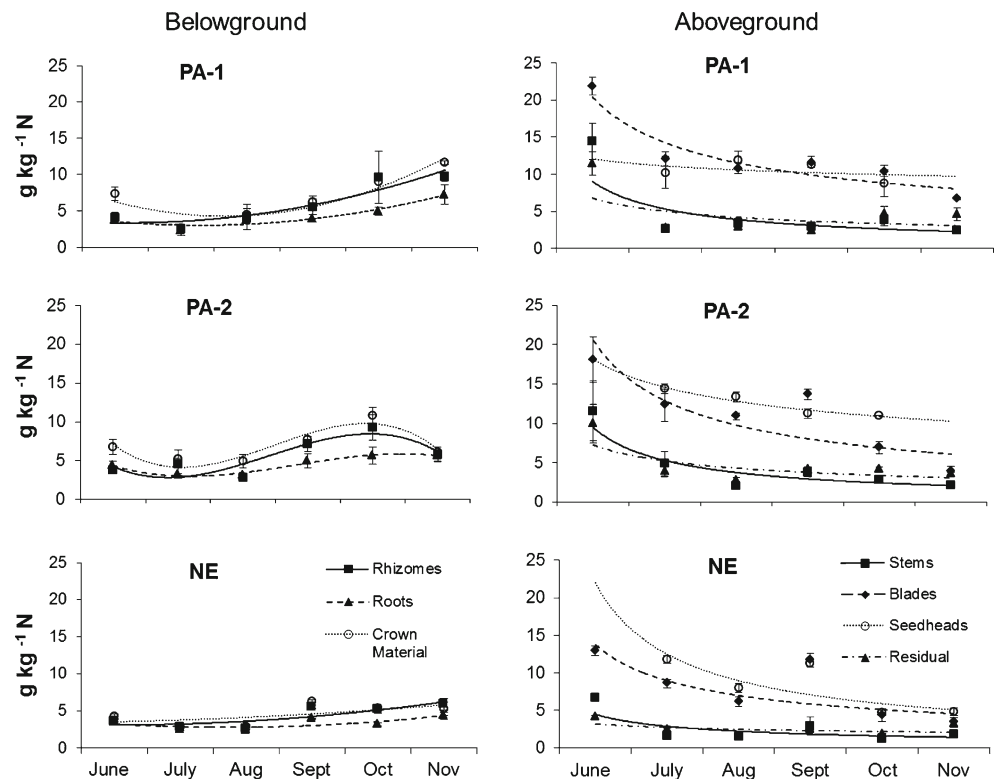 Belowground
Aboveground
PA-1
g kg -1 N
25
20
15
10
5
0
PA-1
25
20
15
10
5
0
PA-2
g kg -1 N
25
20
15
10
5
0
PA-2
25
20
15
10
5
0
NE
g kg -1 N
25
20
15
10
5
0
Rhizomes
Roots
Crown
Material
June July Aug Sept Oct Nov
NE
25
20
15
10
5
0
Stems
Blades
Seedheads
Residual
June July Aug Sept Oct Nov